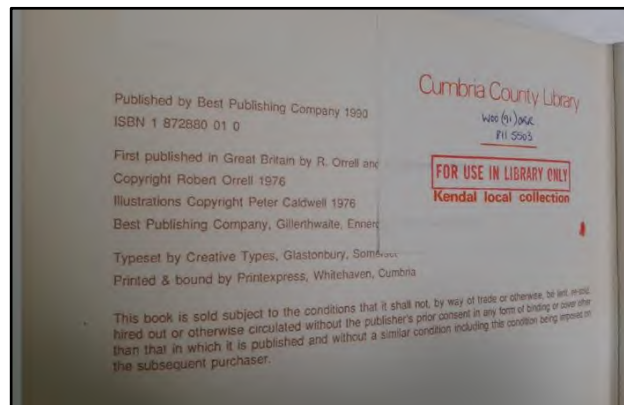 Published by Best Publishing Company 1990
ISBN 1 872880 01 0
First published in Great Britain by R. Orrell and
Copyright Robert Orrell 1976
Illustrations Copyright Peter Caldwell 1976
Best Publishing Company, Gillerthwaite, Ennerd
Typeset by Creative Types, Glastonbury, Somerset
Printed & bound by Printexpress, Whitehaven, Cumbria
This book is sold subject to the conditions that it shall not, by way of trade or otherwise, be lent, re-sold,
hired out or otherwise circulated without the publisher's prior consent in any form of binding or cover other
than that in which it is published and without a similar condition including this condition being imposed on
the subsequent purchaser.
Cumbria County Library
W00 (91) ORR
P11 5503
FOR USE IN LIBRARY ONLY
Kendal local collection